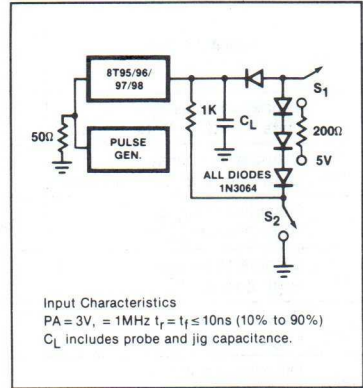 8T95/96/
97/98
S1
1K
CL
50Ω
200Ω
PULSE
GEN.
5V
ALL DIODES
1N3064
S2
Input Characteristics
PA = 3V, = 1MHz tr = tf ≤ 10ns (10% to 90%)
CL includes probe and jig capacitance.